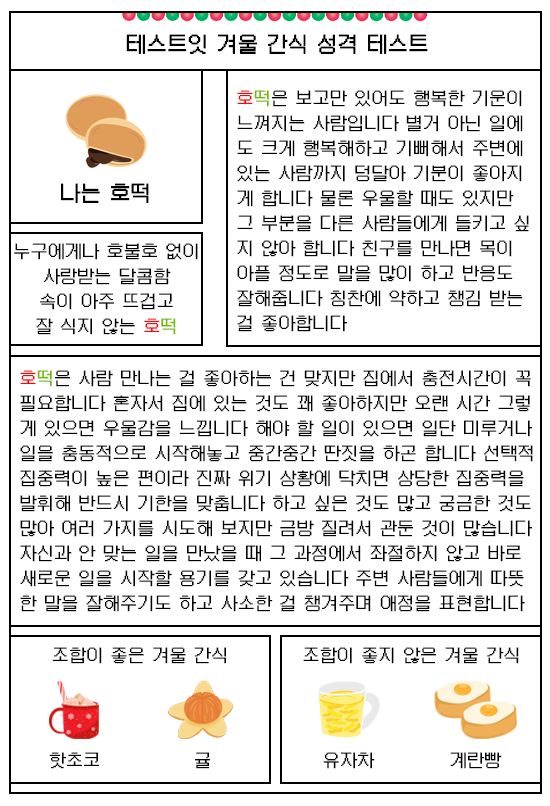 테스트잇 겨울 간식 성격 테스트
나는 호떡
누구에게나 호불호 없이
사랑받는 달콤함
속이 아주 뜨겁고
잘 식지 않는 호떡
호떡은 보고만 있어도 행복한 기운이
느껴지는 사람입니다 별거 아닌 일에
도 크게 행복해하고 기뻐해서 주변에
있는 사람까지 덩달아 기분이 좋아지
게 합니다 물론 우울할 때도 있지만
그 부분을 다른 사람들에게 들키고 싶
지 않아 합니다 친구를 만나면 목이
아플 정도로 말을 많이 하고 반응도
잘해줍니다 칭찬에 약하고 챙김 받는
걸 좋아합니다
호떡은 사람 만나는 걸 좋아하는 건 맞지만 집에서 충전시간이 꼭
필요합니다 혼자서 집에 있는 것도 꽤 좋아하지만 오랜 시간 그렇
게 있으면 우울감을 느낍니다 해야 할 일이 있으면 일단 미루거나
일을 충동적으로 시작해놓고 중간중간 딴짓을 하곤 합니다 선택적
집중력이 높은 편이라 진짜 위기 상황에 닥치면 상당한 집중력을
발휘해 반드시 기한을 맞춥니다 하고 싶은 것도 많고 궁금한 것도
많아 여러 가지를 시도해 보지만 금방 질려서 관둔 것이 많습니다
자신과 안 맞는 일을 만났을 때 그 과정에서 좌절하지 않고 바로
새로운 일을 시작할 용기를 갖고 있습니다 주변 사람들에게 따뜻
한 말을 잘해주기도 하고 사소한 걸 챙겨주며 애정을 표현합니다
조합이 좋은 겨울 간식
핫초코
귤
조합이 좋지 않은 겨울 간식
유자차
계란빵